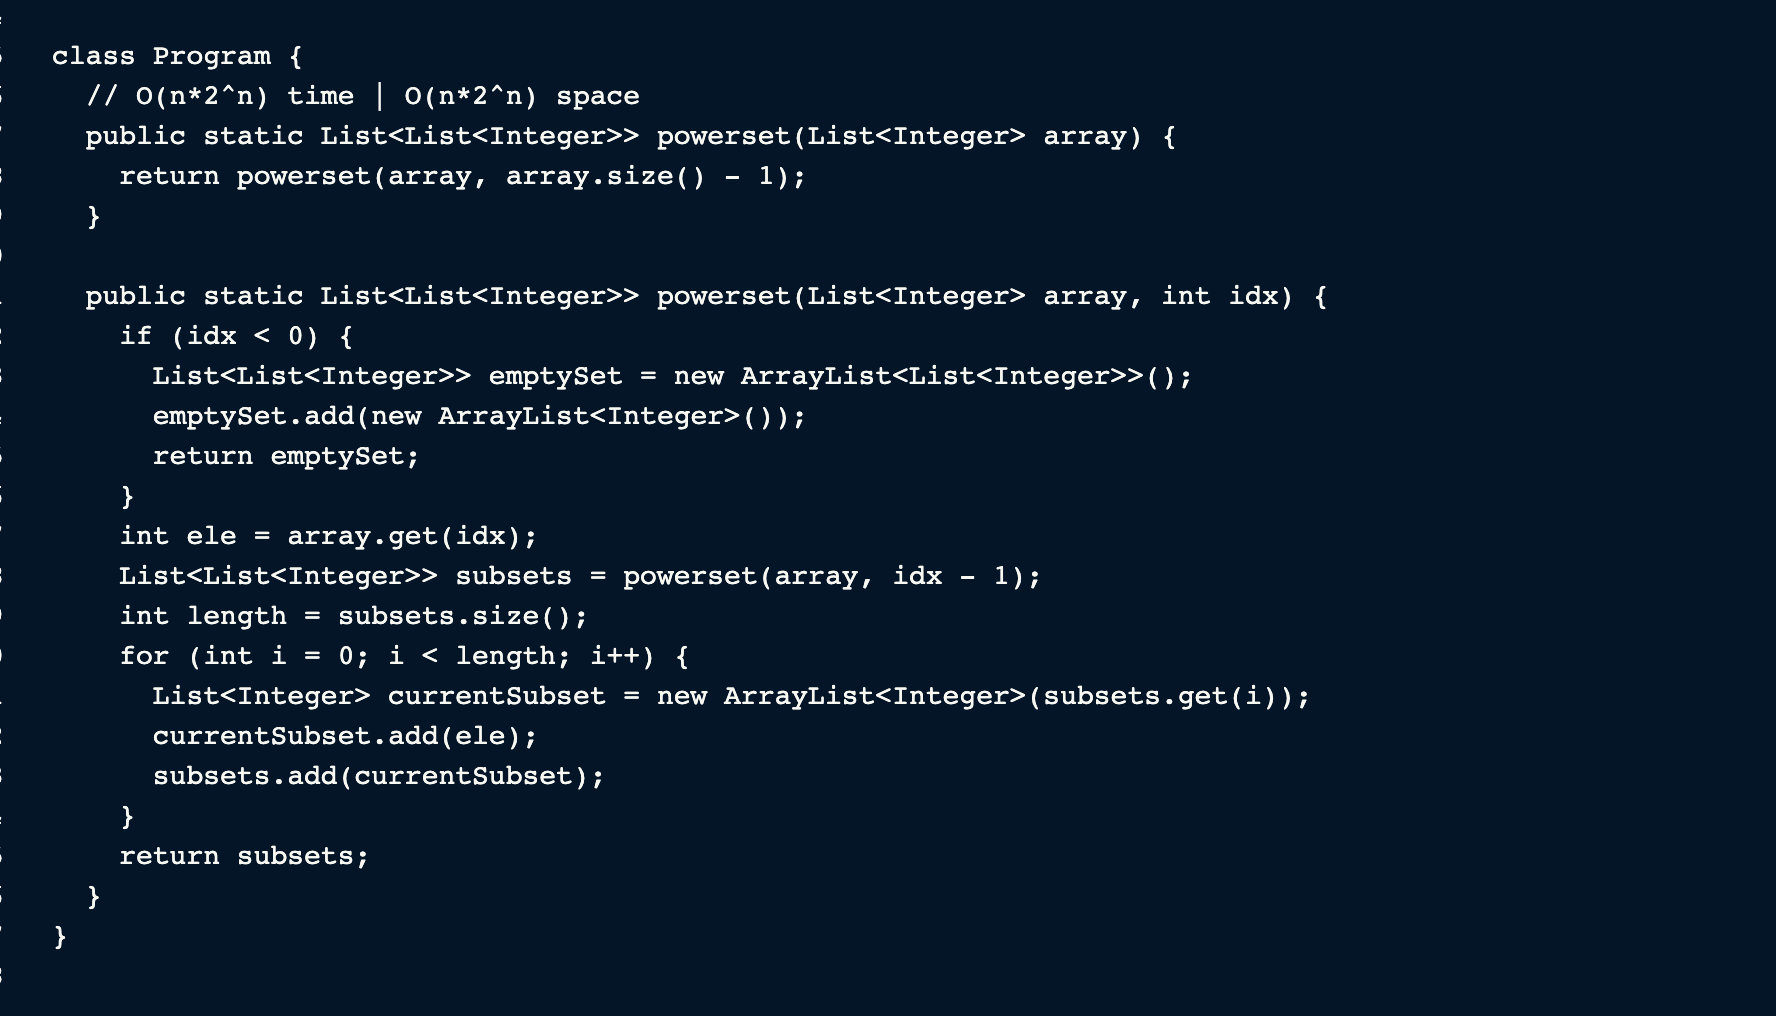 class Program {
// O(n*2^n) time | O(n*2^n) space
public static List<List<Integer>> powerset(List<Integer> array) {
return powerset(array, array.size() - 1);
}
public static List<List<Integer>> powerset(List<Integer> array, int idx) {
if (idx < 0) {
List<List<Integer>> emptySet = new ArrayList<List<Integer>>();
emptySet.add(new ArrayList<Integer>());
return emptySet;
}
int ele = array.get(idx);
List<List<Integer>> subsets = powerset(array, idx - 1);
int length = subsets.size();
for (int i = 0; i < length; i++) {
List<Integer> currentSubset = new ArrayList<Integer>(subsets.get(i));
currentSubset.add(ele);
subsets.add(currentSubset);
}
return subsets;
}
}